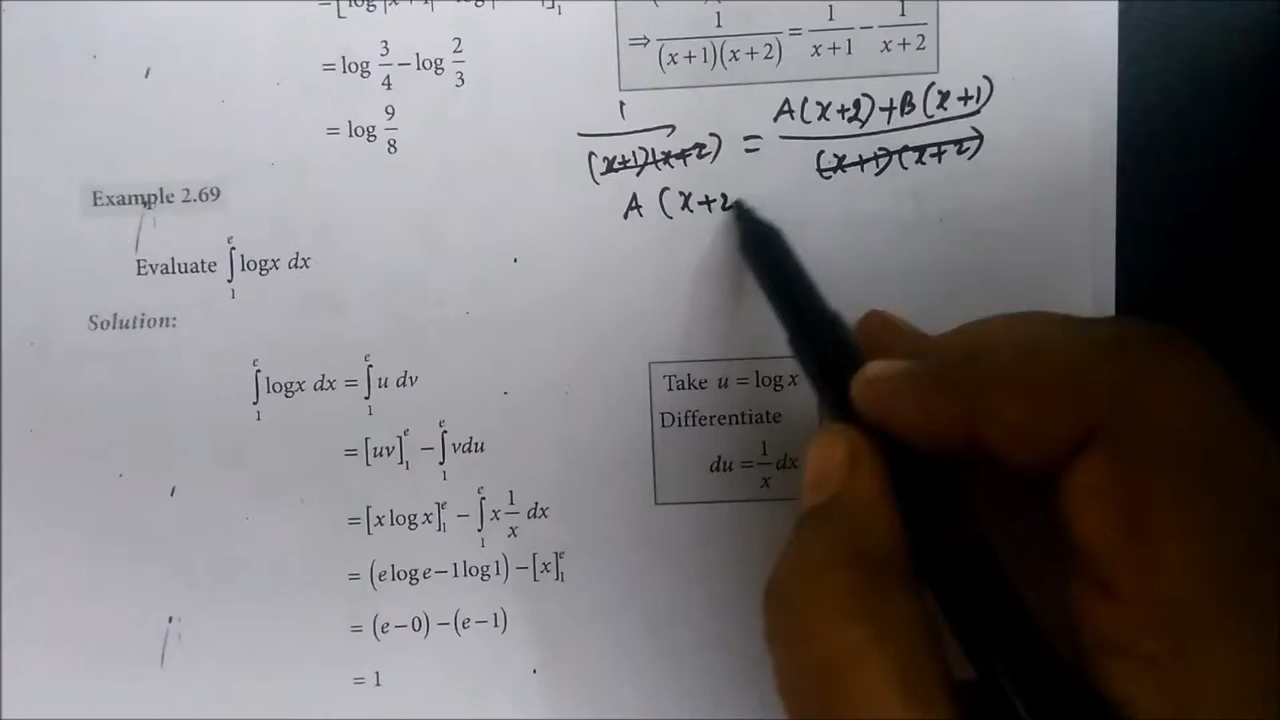 = log 3/4 − log 2/3
= log 9/8
⇒ 1/((x+1)(x+2)) = 1/(x+1) − 1/(x+2)
1/((x+1)(x+2)) = (A(x+2)+B(x+1))/((x+1)(x+2))
A (x+2
Example 2.69
Evaluate ∫₁ᵉ logx dx
Solution:
∫₁ᵉ logx dx = ∫₁ᵉ u dv
= [uv]₁ᵉ − ∫₁ᵉ vdu
= [x log x]₁ᵉ − ∫₁ᵉ x 1/x dx
= (e log e − 1 log 1) − [x]₁ᵉ
= (e − 0) − (e − 1)
= 1
Take u = log x
Differentiate
du = 1/x dx